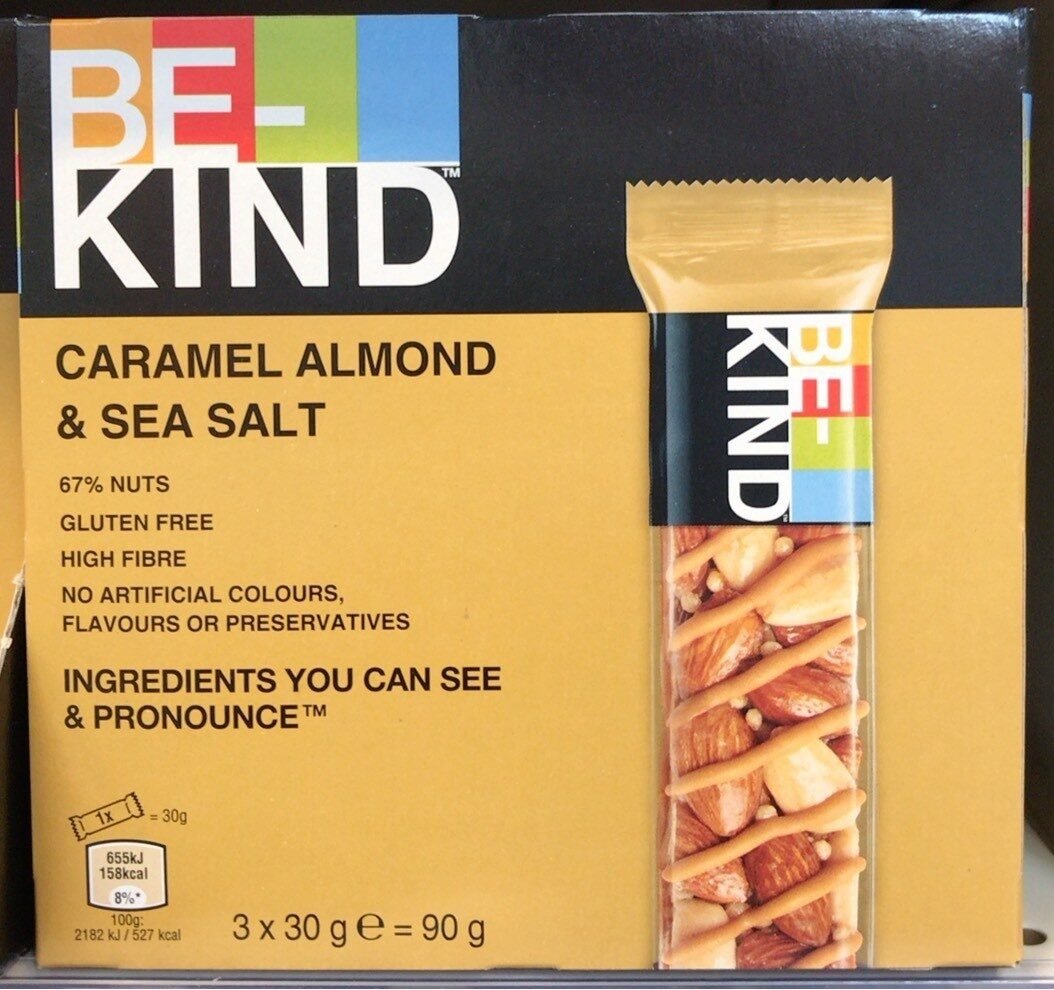 BE-
KIND™
CARAMEL ALMOND
& SEA SALT
67% NUTS
GLUTEN FREE
HIGH FIBRE
NO ARTIFICIAL COLOURS,
FLAVOURS OR PRESERVATIVES
INGREDIENTS YOU CAN SEE
& PRONOUNCE™
1x = 30g
655kJ
158kcal
8%*
100g:
2182 kJ / 527 kcal
3 x 30 g ℮ = 90 g
BE-
KIND™